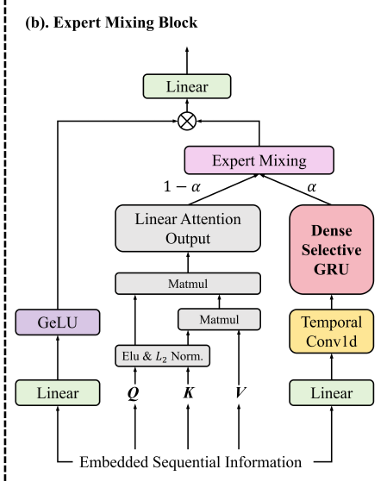 (b). Expert Mixing Block
Linear
Expert Mixing
1 − α
α
Linear Attention
Output
Dense
Selective
GRU
Matmul
Matmul
GeLU
Temporal
Conv1d
Elu & L₂ Norm.
Linear
Q
K
V
Linear
Embedded Sequential Information